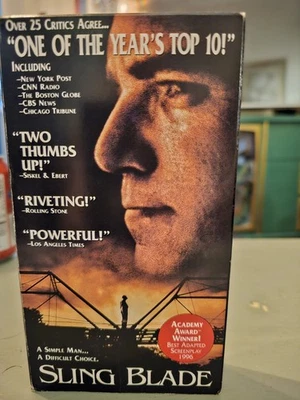 OVER 25 CRITICS AGREE...
"ONE OF THE YEAR'S TOP 10!"
INCLUDING
–NEW YORK POST
–CNN RADIO
–THE BOSTON GLOBE
–CBS NEWS
–CHICAGO TRIBUNE
"TWO
THUMBS
UP!"
–SISKEL & EBERT
"RIVETING!"
–ROLLING STONE
"POWERFUL!"
–LOS ANGELES TIMES
ACADEMY
AWARD
WINNER!
BEST ADAPTED
SCREENPLAY
1996
A SIMPLE MAN...
A DIFFICULT CHOICE.
SLING BLADE